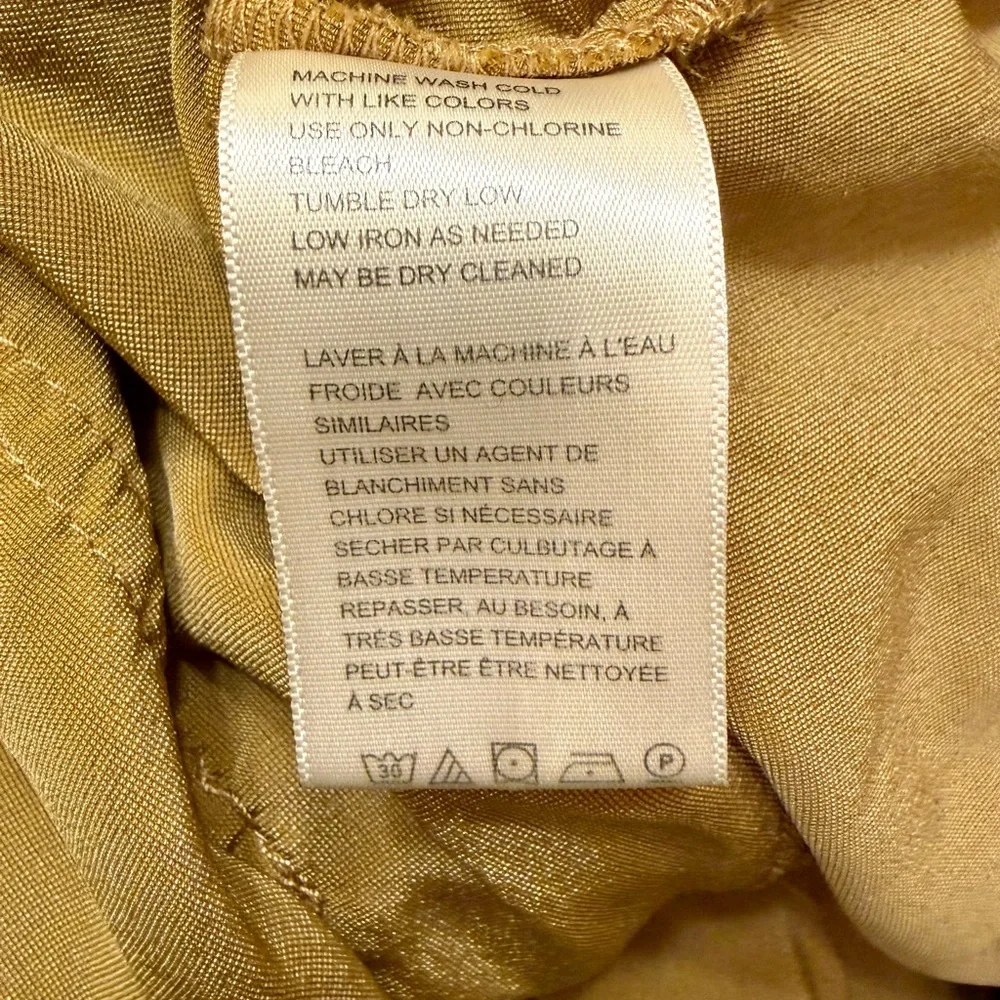 MACHINE WASH COLD
WITH LIKE COLORS
USE ONLY NON-CHLORINE
BLEACH
TUMBLE DRY LOW
LOW IRON AS NEEDED
MAY BE DRY CLEANED
LAVER À LA MACHINE À L'EAU
FROIDE AVEC COULEURS
SIMILAIRES
UTILISER UN AGENT DE
BLANCHIMENT SANS
CHLORE SI NÉCESSAIRE
SECHER PAR CULBUTAGE À
BASSE TEMPERATURE
REPASSER, AU BESOIN, À
TRÈS BASSE TEMPÉRATURE
PEUT-ÊTRE ÊTRE NETTOYÉE
À SEC
30 P